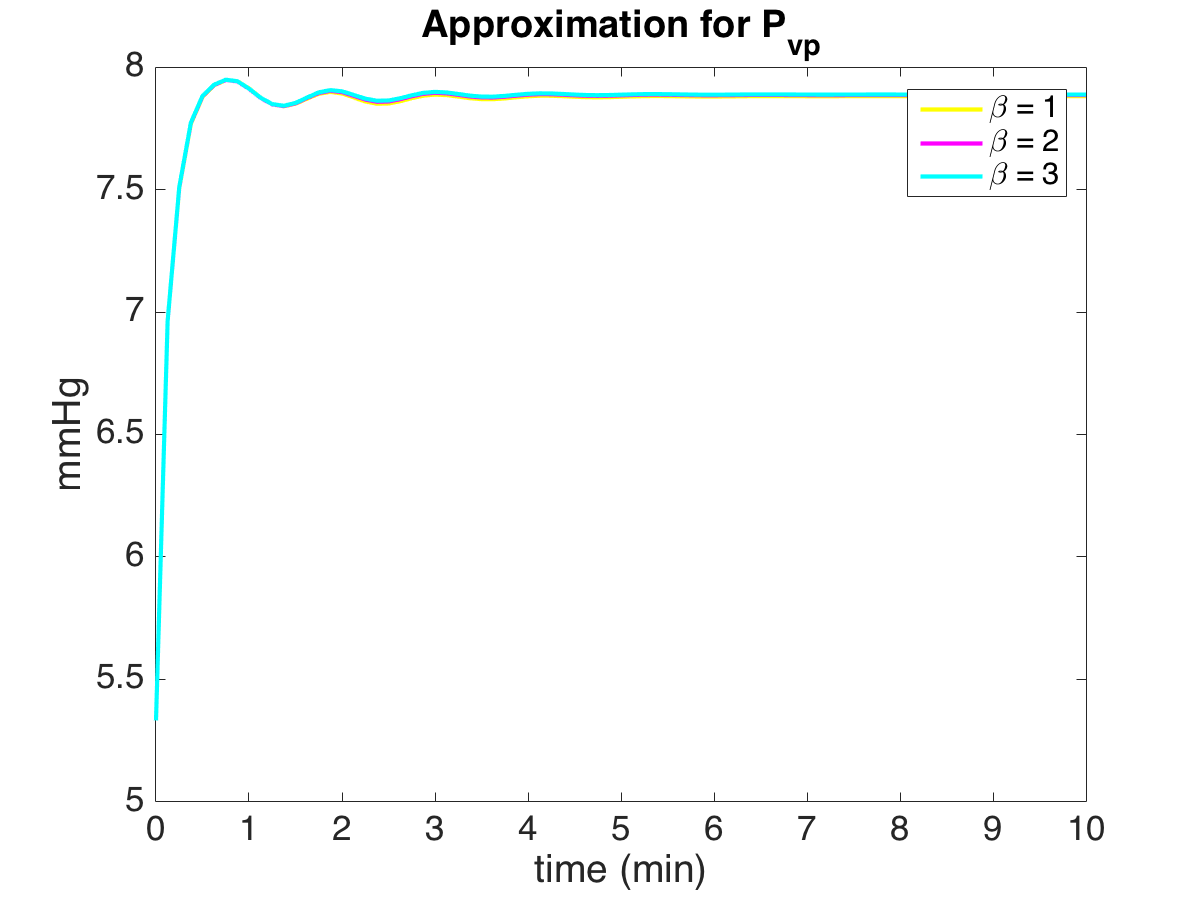 Approximation for P_vp
8
7.5
7
6.5
6
5.5
5
mmHg
β = 1
β = 2
β = 3
0 1 2 3 4 5 6 7 8 9 10
time (min)